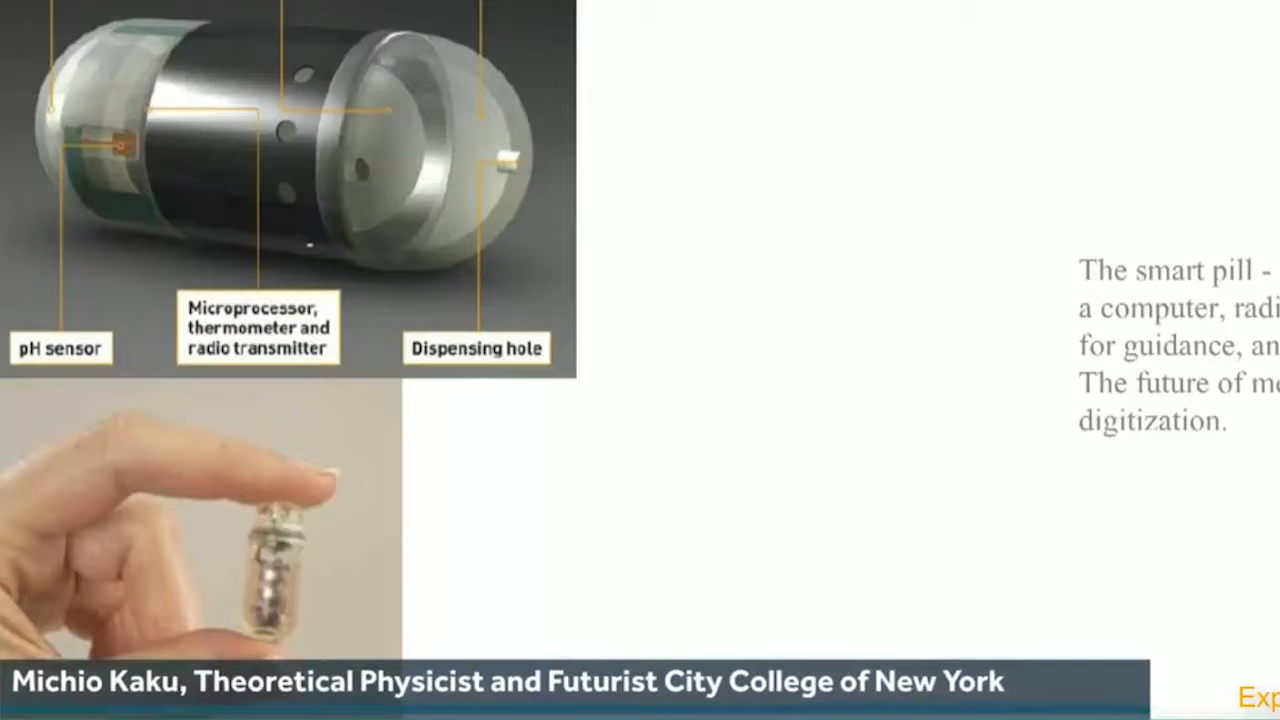 Microprocessor,
thermometer and
radio transmitter
pH sensor
Dispensing hole
The smart pill -
a computer, radi
for guidance, an
The future of me
digitization.
Michio Kaku, Theoretical Physicist and Futurist City College of New York
Exp